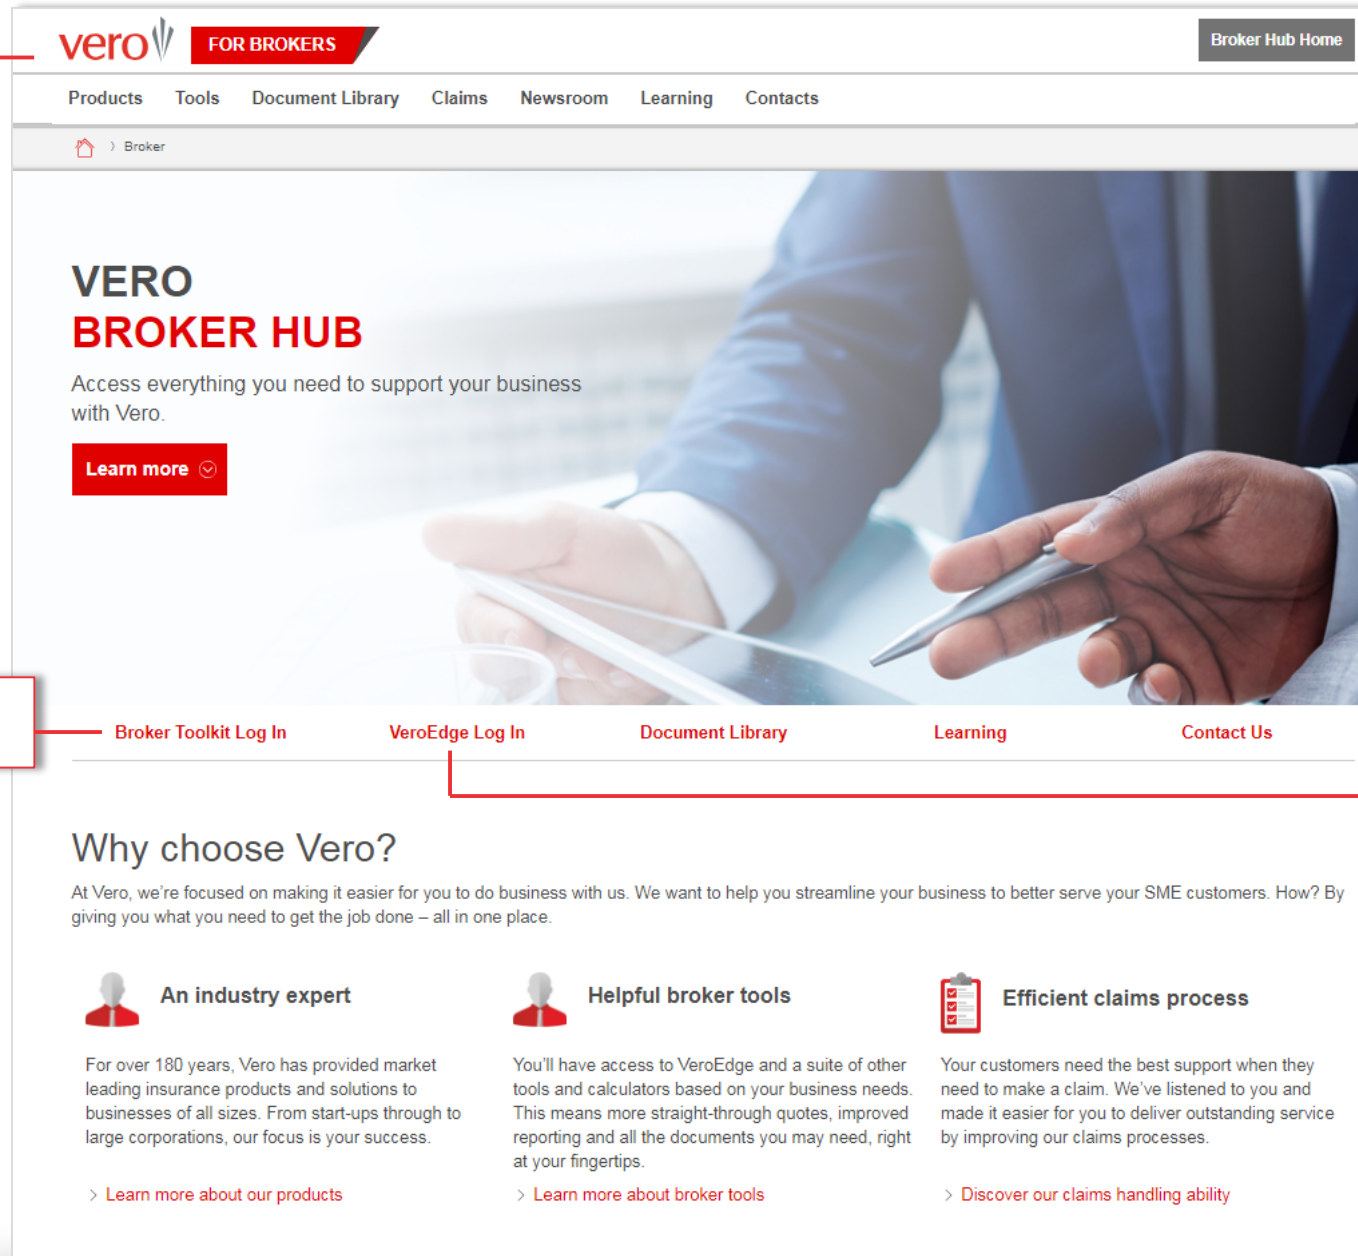 vero FOR BROKERS
Broker Hub Home
Products Tools Document Library Claims Newsroom Learning Contacts
Broker
VERO
BROKER HUB
Access everything you need to support your business
with Vero.
Learn more
Broker Toolkit Log In VeroEdge Log In Document Library Learning Contact Us
Why choose Vero?
At Vero, we're focused on making it easier for you to do business with us. We want to help you streamline your business to better serve your SME customers. How? By
giving you what you need to get the job done – all in one place.
An industry expert
For over 180 years, Vero has provided market
leading insurance products and solutions to
businesses of all sizes. From start-ups through to
large corporations, our focus is your success.
> Learn more about our products
Helpful broker tools
You'll have access to VeroEdge and a suite of other
tools and calculators based on your business needs.
This means more straight-through quotes, improved
reporting and all the documents you may need, right
at your fingertips.
> Learn more about broker tools
Efficient claims process
Your customers need the best support when they
need to make a claim. We've listened to you and
made it easier for you to deliver outstanding service
by improving our claims processes.
> Discover our claims handling ability